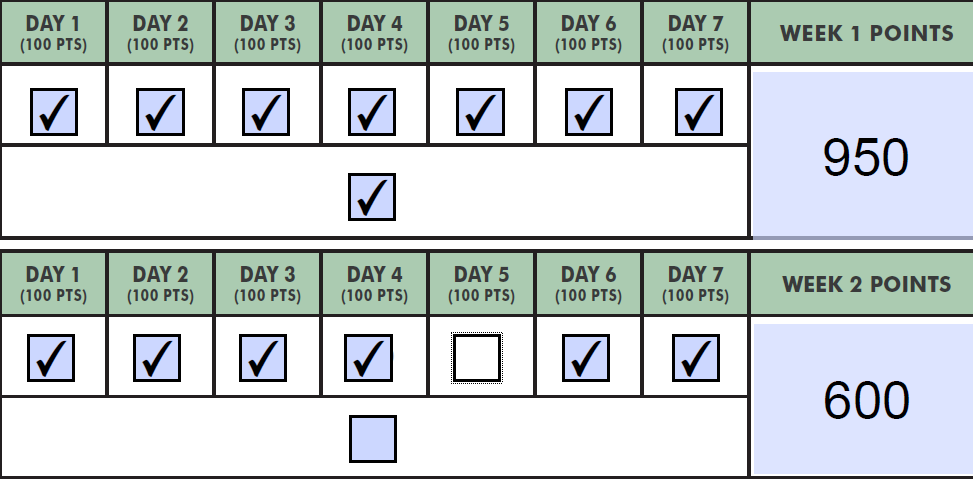 DAY 1 DAY 2 DAY 3 DAY 4 DAY 5 DAY 6 DAY 7 WEEK 1 POINTS
(100 PTS) (100 PTS) (100 PTS) (100 PTS) (100 PTS) (100 PTS) (100 PTS)
950
DAY 1 DAY 2 DAY 3 DAY 4 DAY 5 DAY 6 DAY 7 WEEK 2 POINTS
(100 PTS) (100 PTS) (100 PTS) (100 PTS) (100 PTS) (100 PTS) (100 PTS)
600